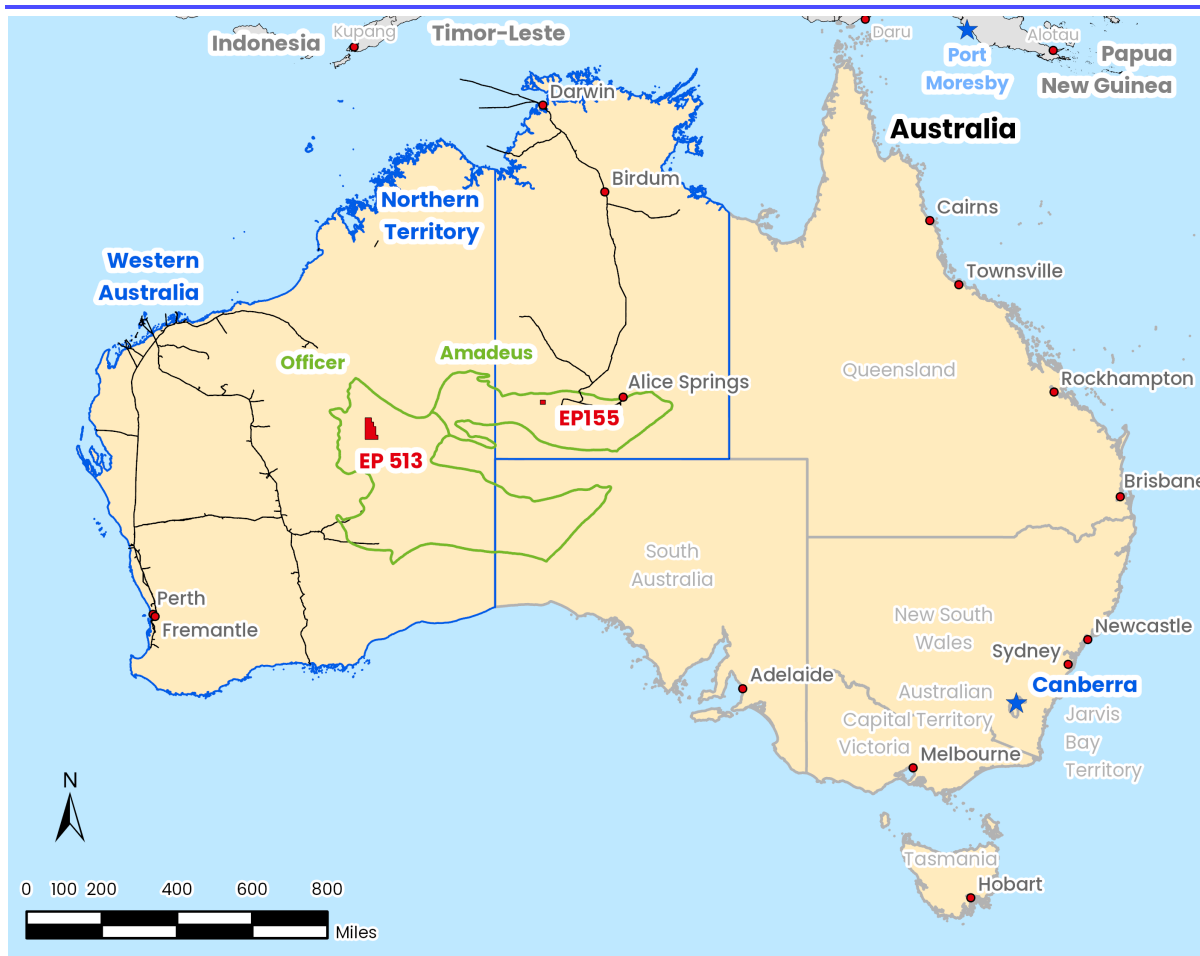 Indonesia
Kupang
Timor-Leste
Daru
Port
Moresby
Alotau
Papua
New Guinea
Australia
Darwin
Birdum
Northern
Territory
Western
Australia
Cairns
Townsville
Officer
Amadeus
Alice Springs
Queensland
Rockhampton
EP155
EP 513
Brisbane
South
Australia
Perth
Fremantle
New South
Wales
Newcastle
Sydney
Adelaide
Canberra
Australian
Capital Territory
Jarvis
Bay
Territory
Victoria
Melbourne
N
Tasmania
Hobart
0 100 200 400 600 800
Miles